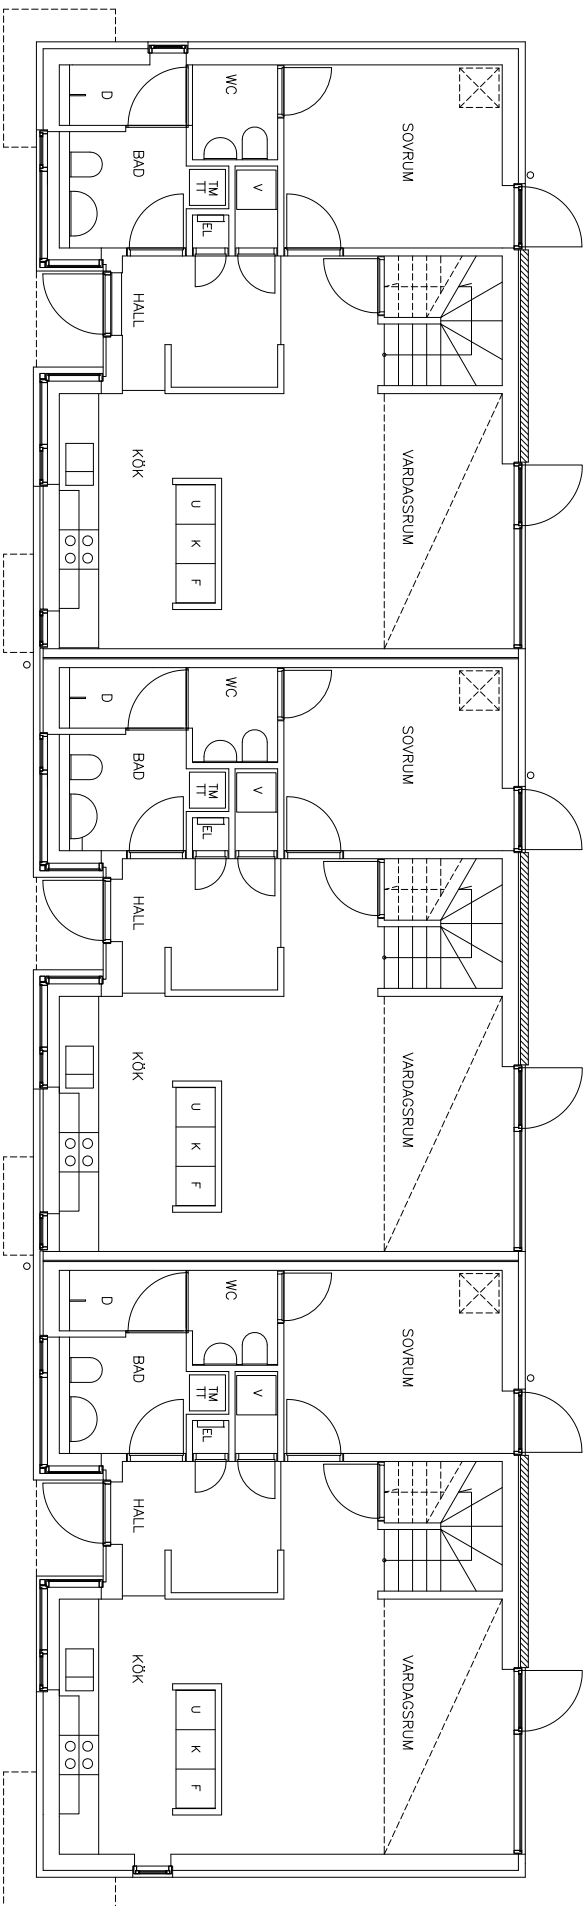 D
WC
SOVRUM
BAD
TM
TT
V
EL
HALL
KÖK
VARDAGSRUM
U
K
F
D
WC
SOVRUM
BAD
TM
TT
V
EL
HALL
KÖK
VARDAGSRUM
U
K
F
D
WC
SOVRUM
BAD
TM
TT
V
EL
HALL
KÖK
VARDAGSRUM
U
K
F